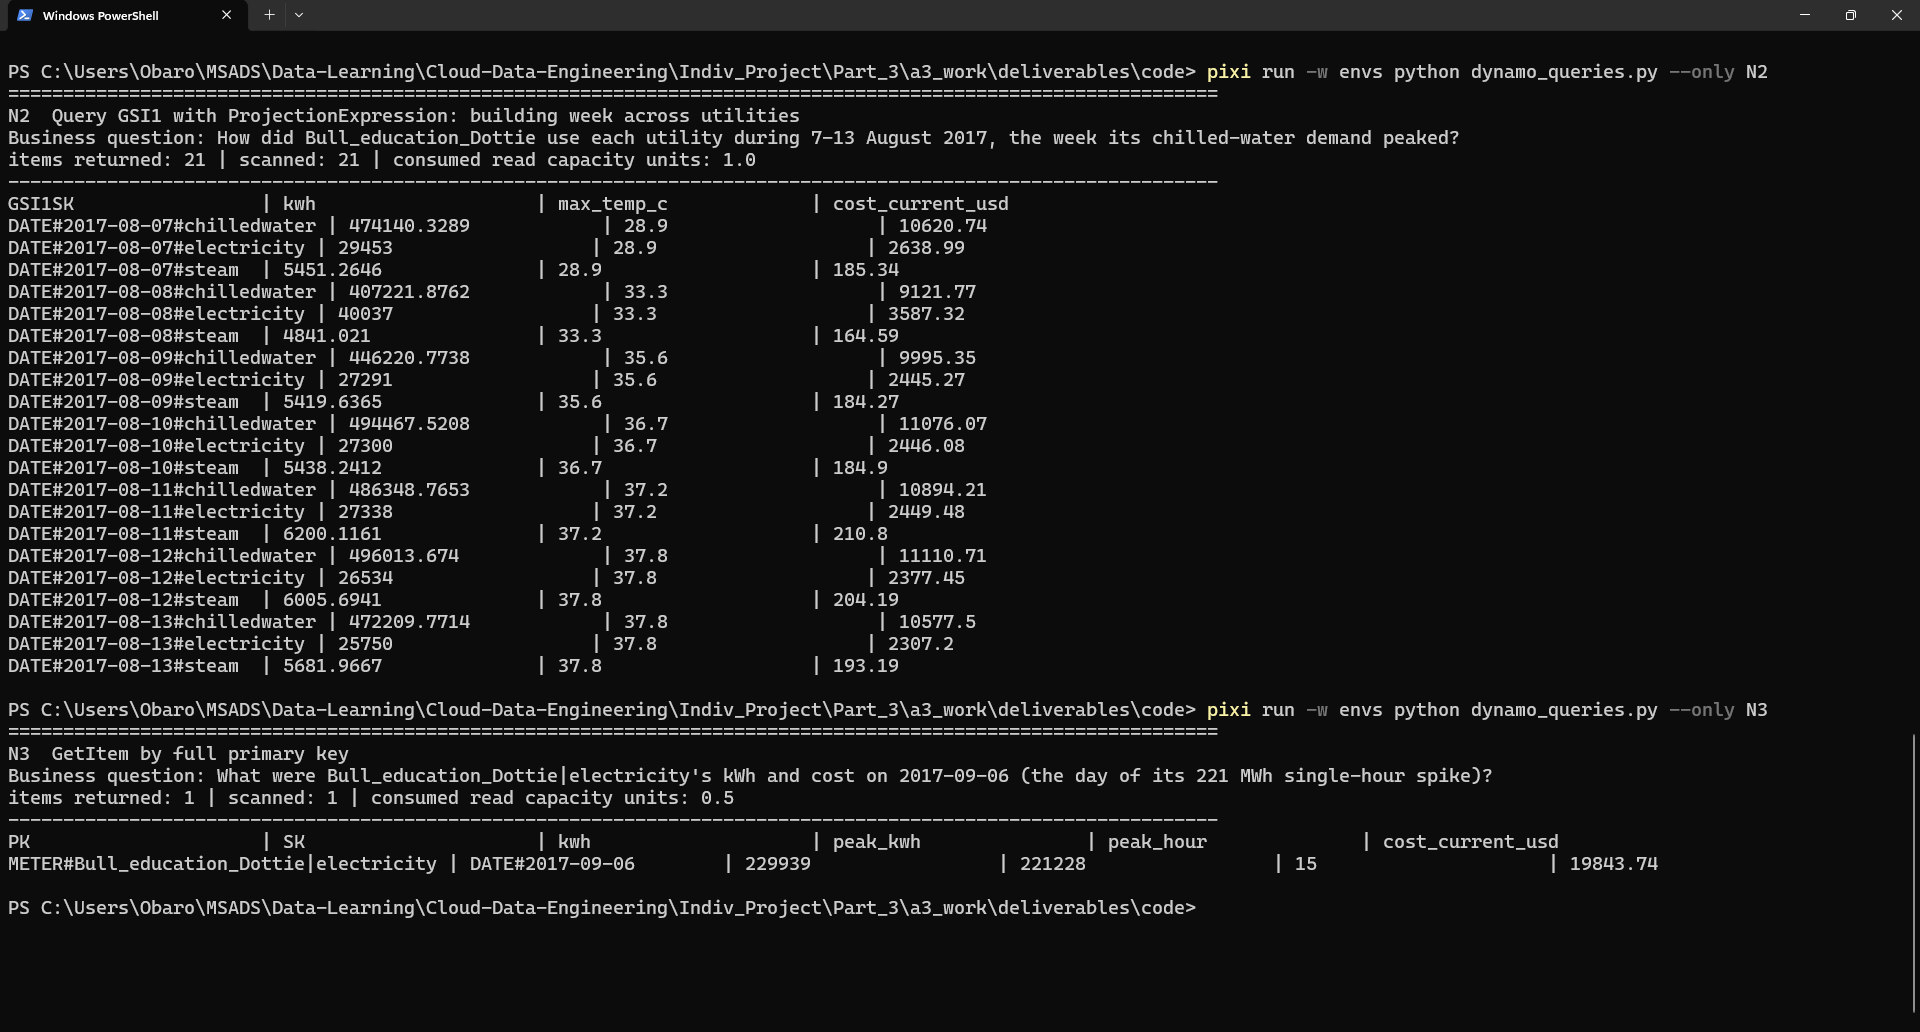 Windows PowerShell
PS C:\Users\Obaro\MSADS\Data-Learning\Cloud-Data-Engineering\Indiv_Project\Part_3\a3_work\deliverables\code> pixi run -w envs python dynamo_queries.py --only N2
==============================================================================================================
N2  Query GSI1 with ProjectionExpression: building week across utilities
Business question: How did Bull_education_Dottie use each utility during 7-13 August 2017, the week its chilled-water demand peaked?
items returned: 21 | scanned: 21 | consumed read capacity units: 1.0
--------------------------------------------------------------------------------------------------------------
GSI1SK                 | kwh                    | max_temp_c             | cost_current_usd
DATE#2017-08-07#chilledwater | 474140.3289            | 28.9                   | 10620.74
DATE#2017-08-07#electricity | 29453                  | 28.9                   | 2638.99
DATE#2017-08-07#steam  | 5451.2646              | 28.9                   | 185.34
DATE#2017-08-08#chilledwater | 407221.8762            | 33.3                   | 9121.77
DATE#2017-08-08#electricity | 40037                  | 33.3                   | 3587.32
DATE#2017-08-08#steam  | 4841.021               | 33.3                   | 164.59
DATE#2017-08-09#chilledwater | 446220.7738            | 35.6                   | 9995.35
DATE#2017-08-09#electricity | 27291                  | 35.6                   | 2445.27
DATE#2017-08-09#steam  | 5419.6365              | 35.6                   | 184.27
DATE#2017-08-10#chilledwater | 494467.5208            | 36.7                   | 11076.07
DATE#2017-08-10#electricity | 27300                  | 36.7                   | 2446.08
DATE#2017-08-10#steam  | 5438.2412              | 36.7                   | 184.9
DATE#2017-08-11#chilledwater | 486348.7653            | 37.2                   | 10894.21
DATE#2017-08-11#electricity | 27338                  | 37.2                   | 2449.48
DATE#2017-08-11#steam  | 6200.1161              | 37.2                   | 210.8
DATE#2017-08-12#chilledwater | 496013.674             | 37.8                   | 11110.71
DATE#2017-08-12#electricity | 26534                  | 37.8                   | 2377.45
DATE#2017-08-12#steam  | 6005.6941              | 37.8                   | 204.19
DATE#2017-08-13#chilledwater | 472209.7714            | 37.8                   | 10577.5
DATE#2017-08-13#electricity | 25750                  | 37.8                   | 2307.2
DATE#2017-08-13#steam  | 5681.9667              | 37.8                   | 193.19
PS C:\Users\Obaro\MSADS\Data-Learning\Cloud-Data-Engineering\Indiv_Project\Part_3\a3_work\deliverables\code> pixi run -w envs python dynamo_queries.py --only N3
==============================================================================================================
N3  GetItem by full primary key
Business question: What were Bull_education_Dottie|electricity's kWh and cost on 2017-09-06 (the day of its 221 MWh single-hour spike)?
items returned: 1 | scanned: 1 | consumed read capacity units: 0.5
--------------------------------------------------------------------------------------------------------------
PK                     | SK                     | kwh                    | peak_kwh               | peak_hour              | cost_current_usd
METER#Bull_education_Dottie|electricity | DATE#2017-09-06        | 229939                 | 221228                 | 15                     | 19843.74
PS C:\Users\Obaro\MSADS\Data-Learning\Cloud-Data-Engineering\Indiv_Project\Part_3\a3_work\deliverables\code>